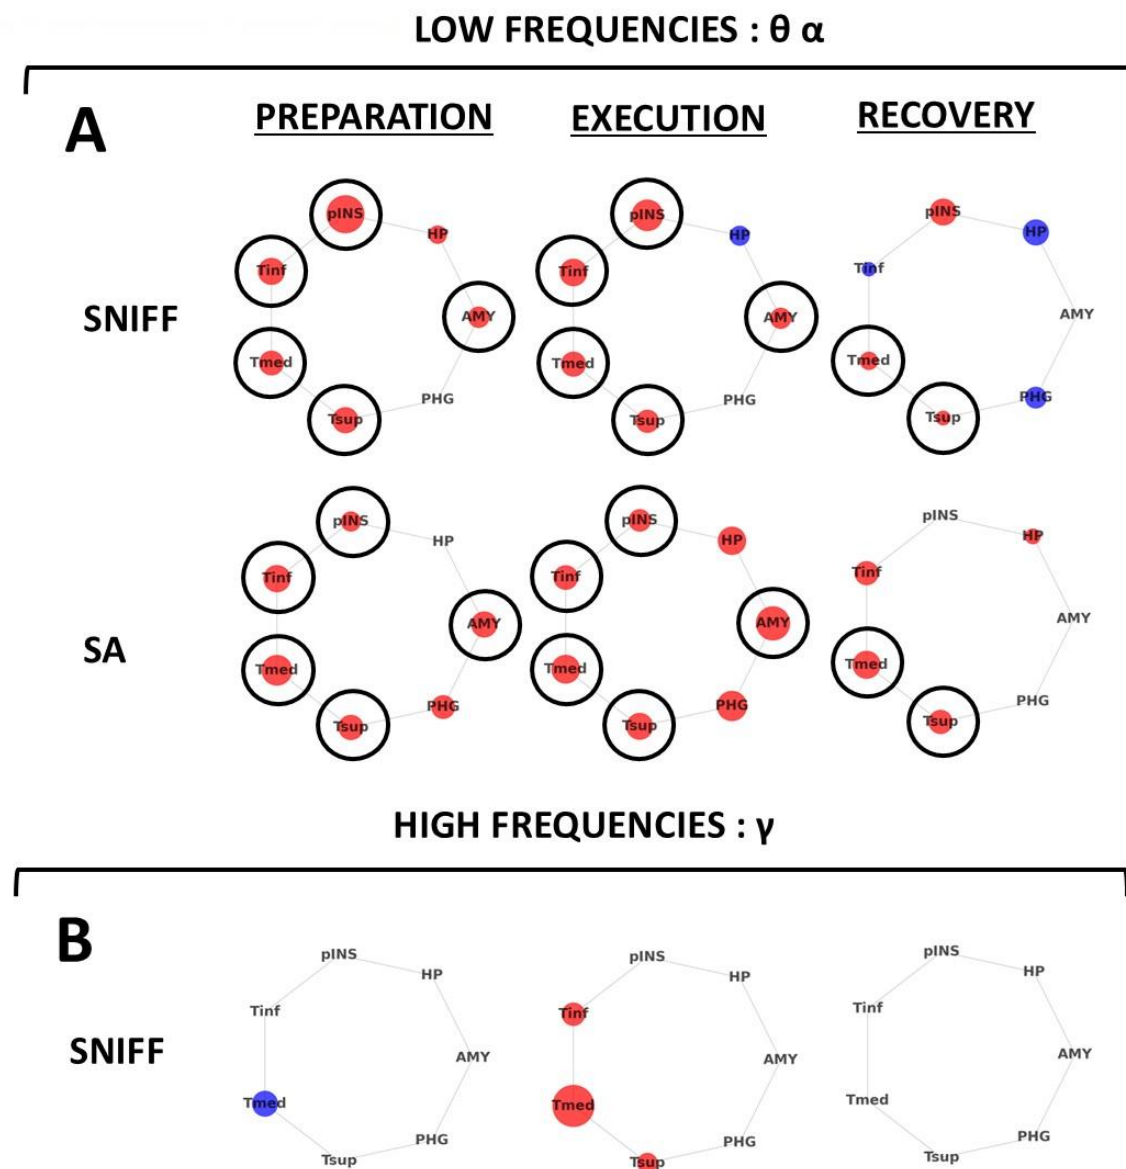 LOW FREQUENCIES : θ α
A
PREPARATION EXECUTION RECOVERY
SNIFF
pINS HP AMY PHG Tsup Tmed Tinf
pINS HP AMY PHG Tsup Tmed Tinf
pINS HP AMY PHG Tsup Tmed Tinf
SA
pINS HP AMY PHG Tsup Tmed Tinf
pINS HP AMY PHG Tsup Tmed Tinf
pINS HP AMY PHG Tsup Tmed Tinf
HIGH FREQUENCIES : γ
B
SNIFF
pINS HP AMY PHG Tsup Tmed Tinf
pINS HP AMY PHG Tsup Tmed Tinf
pINS HP AMY PHG Tsup Tmed Tinf